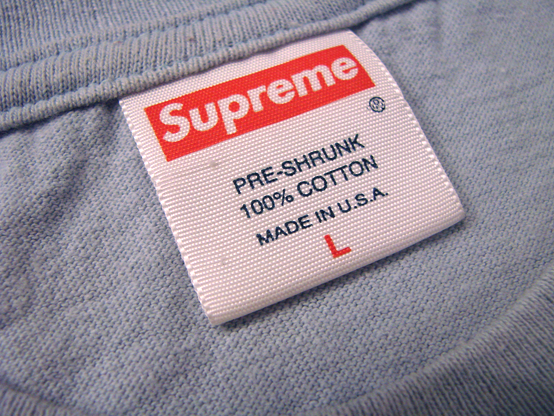 Supreme
®
PRE-SHRUNK
100% COTTON
MADE IN U.S.A.
L